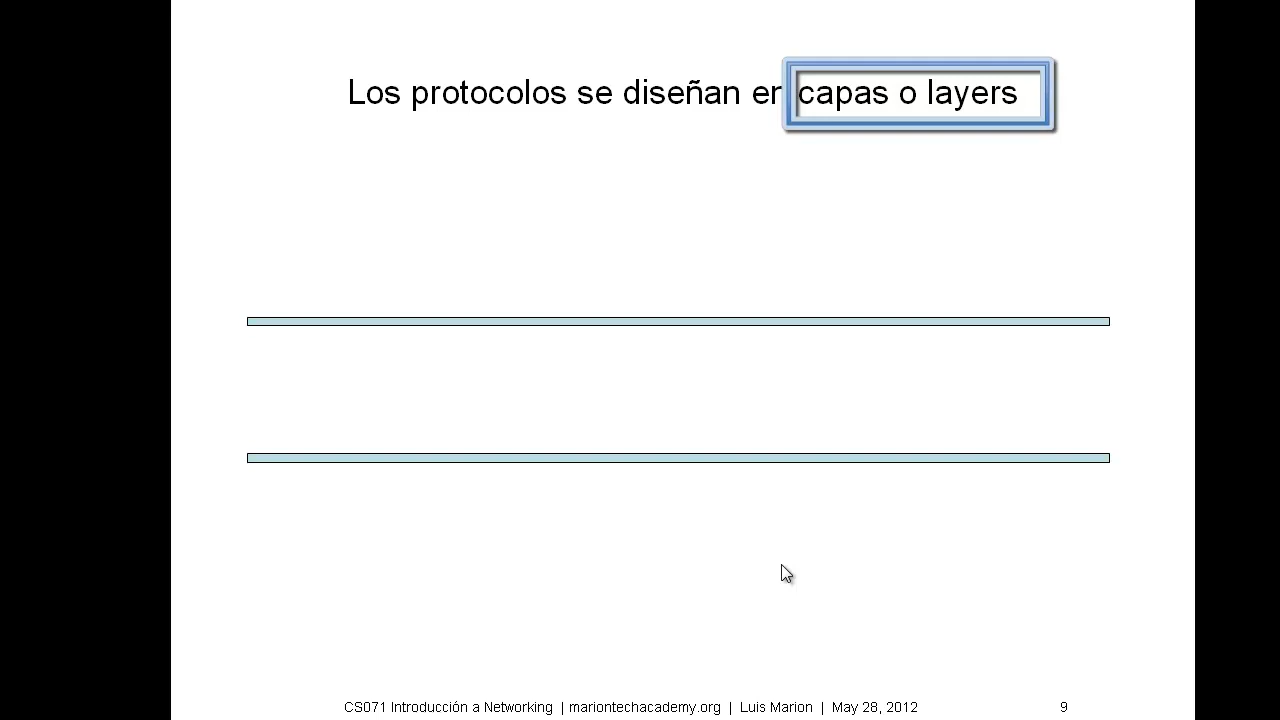 Los protocolos se diseñan en capas o layers
CS071 Introducción a Networking | mariontechacademy.org | Luis Marion | May 28, 2012 9